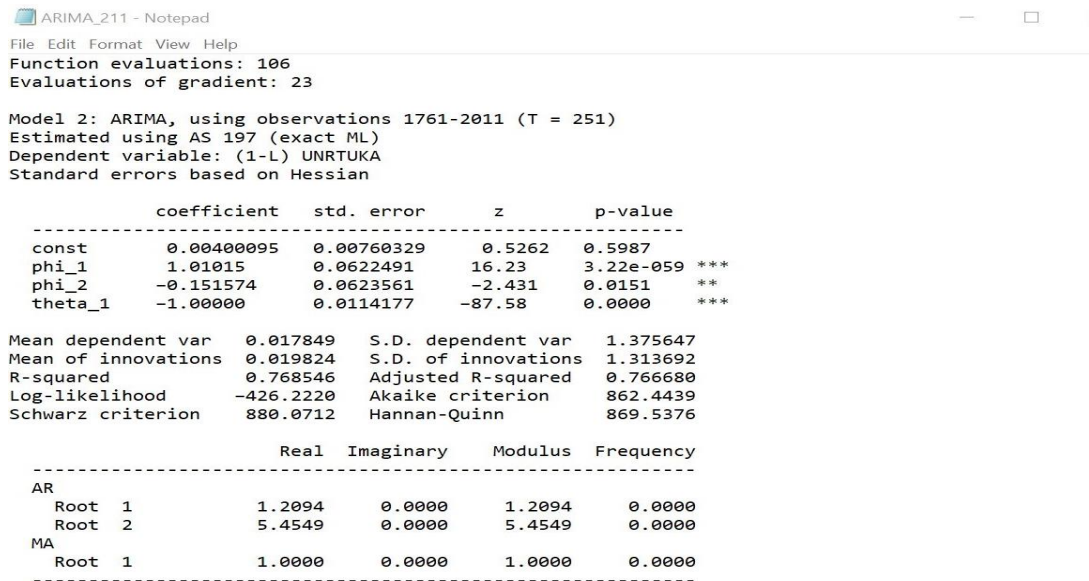 ARIMA_211 - Notepad
File Edit Format View Help
Function evaluations: 106
Evaluations of gradient: 23
Model 2: ARIMA, using observations 1761-2011 (T = 251)
Estimated using AS 197 (exact ML)
Dependent variable: (1-L) UNRTUKA
Standard errors based on Hessian
coefficient std. error z p-value
const 0.00400095 0.00760329 0.5262 0.5987
phi_1 1.01015 0.0622491 16.23 3.22e-059 ***
phi_2 −0.151574 0.0623561 −2.431 0.0151 **
theta_1 −1.00000 0.0114177 −87.58 0.0000 ***
Mean dependent var 0.017849 S.D. dependent var 1.375647
Mean of innovations 0.019824 S.D. of innovations 1.313692
R-squared 0.768546 Adjusted R-squared 0.766680
Log-likelihood −426.2220 Akaike criterion 862.4439
Schwarz criterion 880.0712 Hannan-Quinn 869.5376
Real Imaginary Modulus Frequency
AR
Root 1 1.2094 0.0000 1.2094 0.0000
Root 2 5.4549 0.0000 5.4549 0.0000
MA
Root 1 1.0000 0.0000 1.0000 0.0000